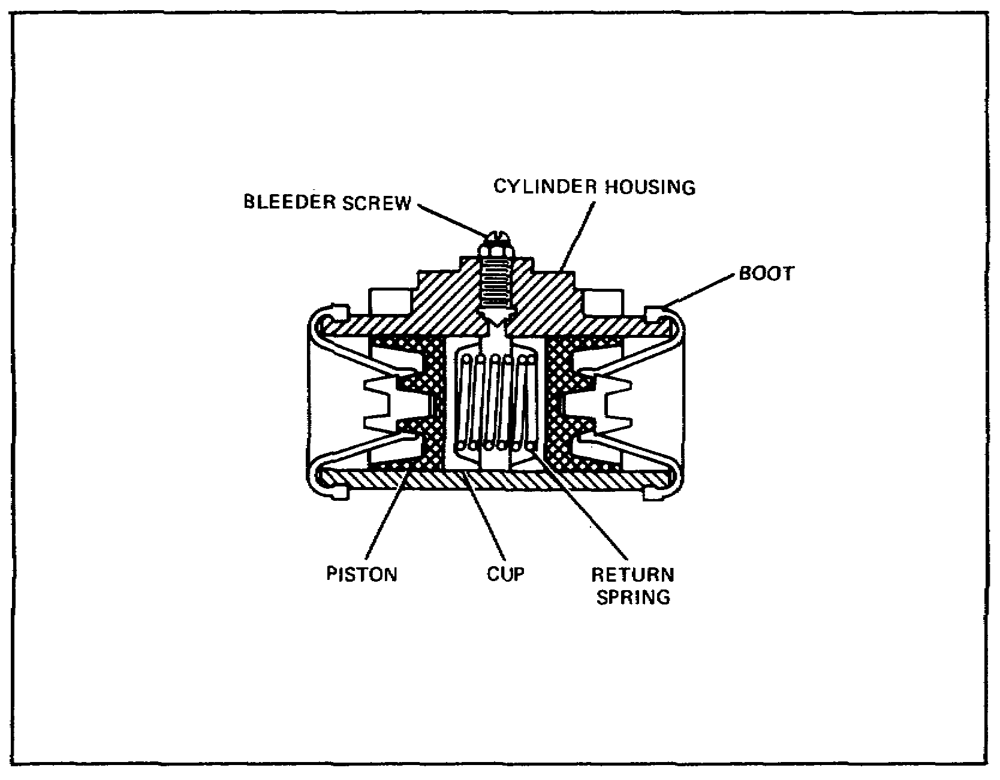 CYLINDER HOUSING
BLEEDER SCREW
BOOT
PISTON
CUP
RETURN
SPRING